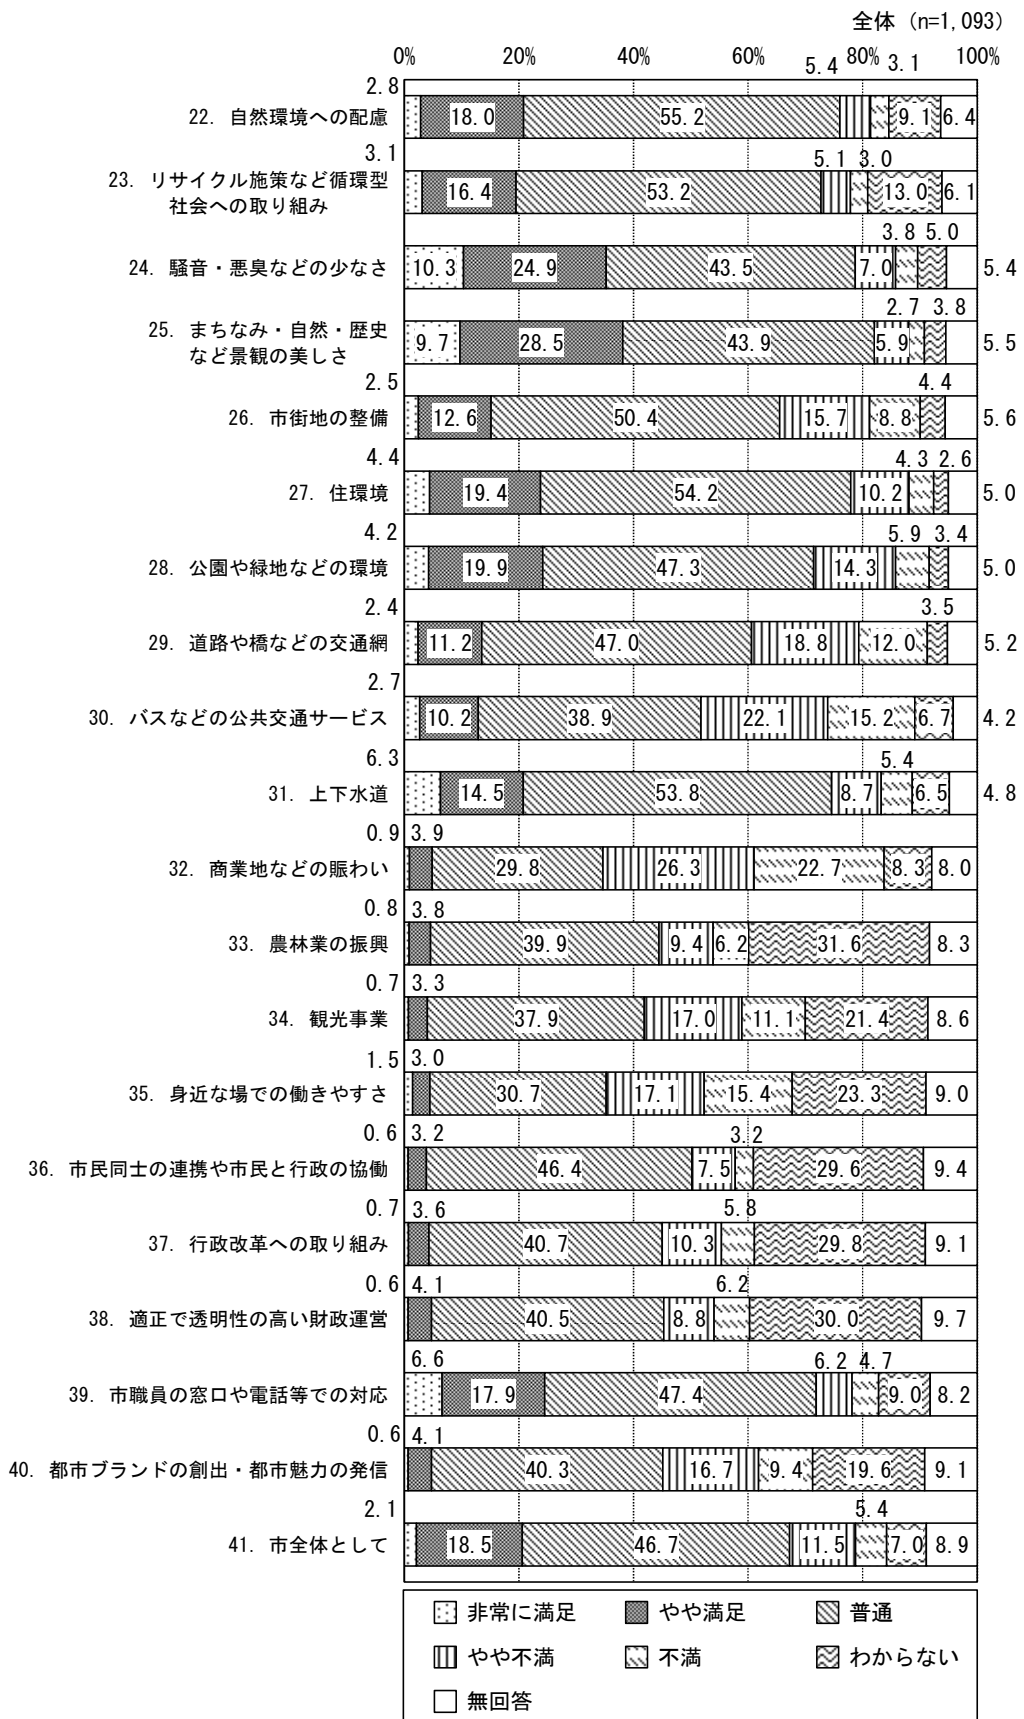 全体（n=1,093）
0% 20% 40% 60% 80% 100%
2.8 5.4 3.1
22. 自然環境への配慮 18.0 55.2 9.1 6.4
3.1 5.1 3.0
23. リサイクル施策など循環型
社会への取り組み 16.4 53.2 13.0 6.1
3.8 5.0
24. 騒音・悪臭などの少なさ 10.3 24.9 43.5 7.0 5.4
2.7 3.8
25. まちなみ・自然・歴史
など景観の美しさ 9.7 28.5 43.9 5.9 5.5
2.5 4.4
26. 市街地の整備 12.6 50.4 15.7 8.8 5.6
4.4 4.3 2.6
27. 住環境 19.4 54.2 10.2 5.0
4.2 5.9 3.4
28. 公園や緑地などの環境 19.9 47.3 14.3 5.0
2.4 3.5
29. 道路や橋などの交通網 11.2 47.0 18.8 12.0 5.2
2.7
30. バスなどの公共交通サービス 10.2 38.9 22.1 15.2 6.7 4.2
6.3 5.4
31. 上下水道 14.5 53.8 8.7 6.5 4.8
0.9 3.9
32. 商業地などの賑わい 29.8 26.3 22.7 8.3 8.0
0.8 3.8
33. 農林業の振興 39.9 9.4 6.2 31.6 8.3
0.7 3.3
34. 観光事業 37.9 17.0 11.1 21.4 8.6
1.5 3.0
35. 身近な場での働きやすさ 30.7 17.1 15.4 23.3 9.0
0.6 3.2 3.2
36. 市民同士の連携や市民と行政の協働 46.4 7.5 29.6 9.4
0.7 3.6 5.8
37. 行政改革への取り組み 40.7 10.3 29.8 9.1
0.6 4.1 6.2
38. 適正で透明性の高い財政運営 40.5 8.8 30.0 9.7
6.6 6.2 4.7
39. 市職員の窓口や電話等での対応 17.9 47.4 9.0 8.2
0.6 4.1
40. 都市ブランドの創出・都市魅力の発信 40.3 16.7 9.4 19.6 9.1
2.1 5.4
41. 市全体として 18.5 46.7 11.5 7.0 8.9
非常に満足 やや満足 普通
やや不満 不満 わからない
無回答